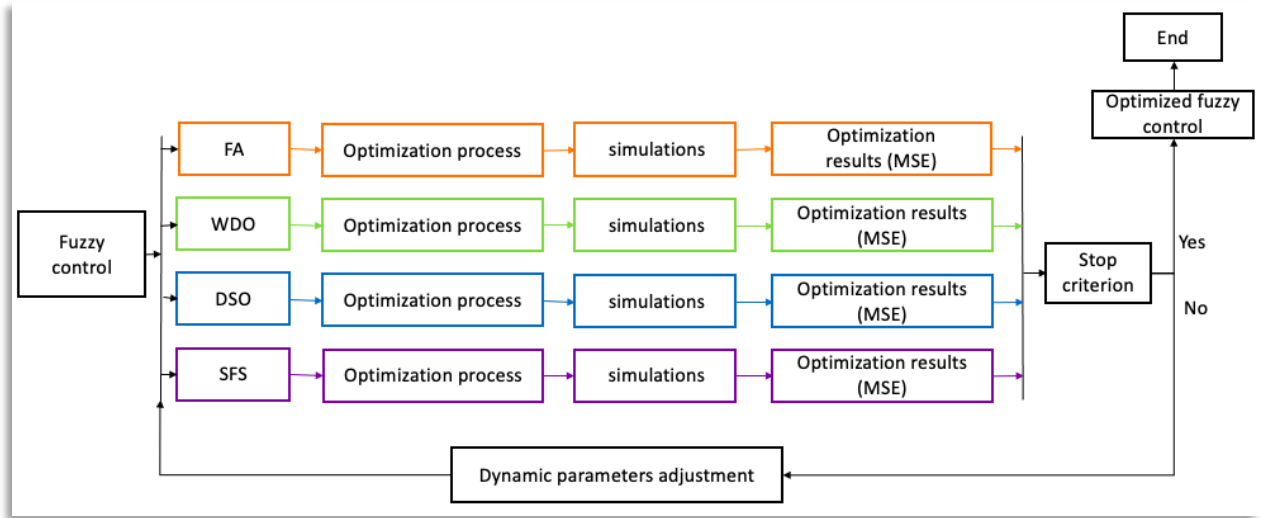 End
Optimized fuzzy
control
FA
Optimization process
simulations
Optimization
results (MSE)
WDO
Optimization process
simulations
Optimization results
(MSE)
Fuzzy
control
Yes
Stop
criterion
DSO
Optimization process
simulations
Optimization results
(MSE)
No
SFS
Optimization process
simulations
Optimization results
(MSE)
Dynamic parameters adjustment